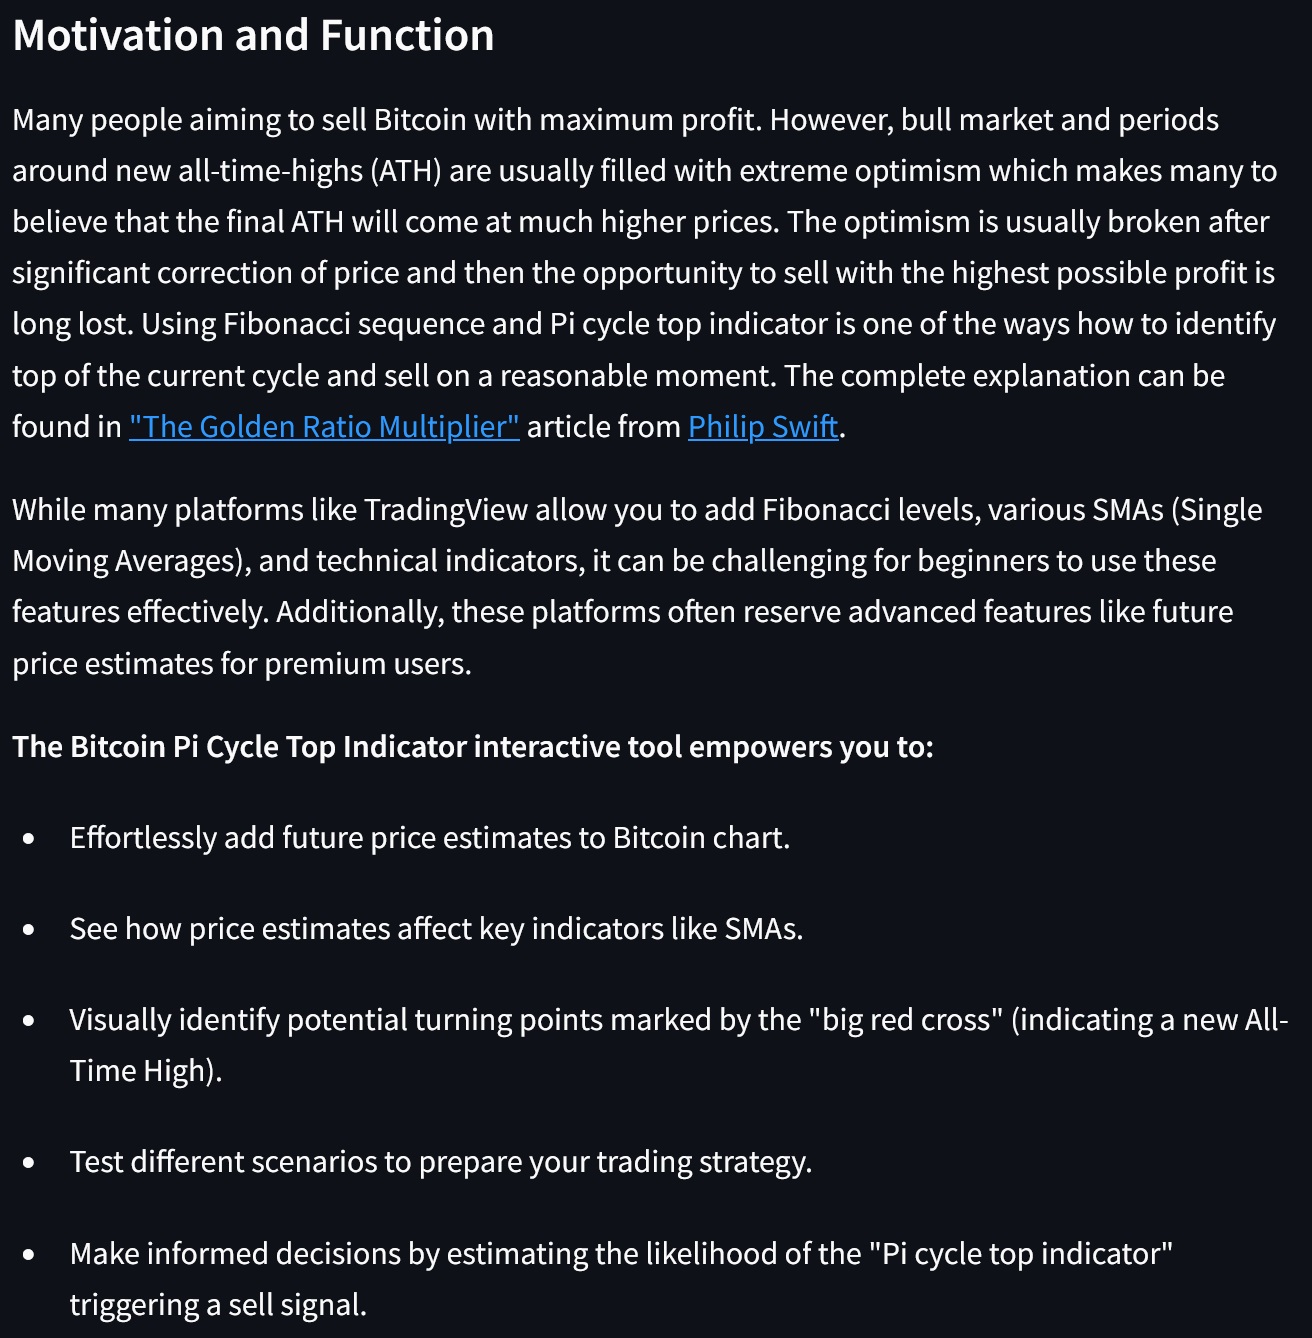 Motivation and Function
Many people aiming to sell Bitcoin with maximum profit. However, bull market and periods
around new all-time-highs (ATH) are usually filled with extreme optimism which makes many to
believe that the final ATH will come at much higher prices. The optimism is usually broken after
significant correction of price and then the opportunity to sell with the highest possible profit is
long lost. Using Fibonacci sequence and Pi cycle top indicator is one of the ways how to identify
top of the current cycle and sell on a reasonable moment. The complete explanation can be
found in "The Golden Ratio Multiplier" article from Philip Swift.
While many platforms like TradingView allow you to add Fibonacci levels, various SMAs (Single
Moving Averages), and technical indicators, it can be challenging for beginners to use these
features effectively. Additionally, these platforms often reserve advanced features like future
price estimates for premium users.
The Bitcoin Pi Cycle Top Indicator interactive tool empowers you to:
• Effortlessly add future price estimates to Bitcoin chart.
• See how price estimates affect key indicators like SMAs.
• Visually identify potential turning points marked by the "big red cross" (indicating a new All-
Time High).
• Test different scenarios to prepare your trading strategy.
• Make informed decisions by estimating the likelihood of the "Pi cycle top indicator"
triggering a sell signal.